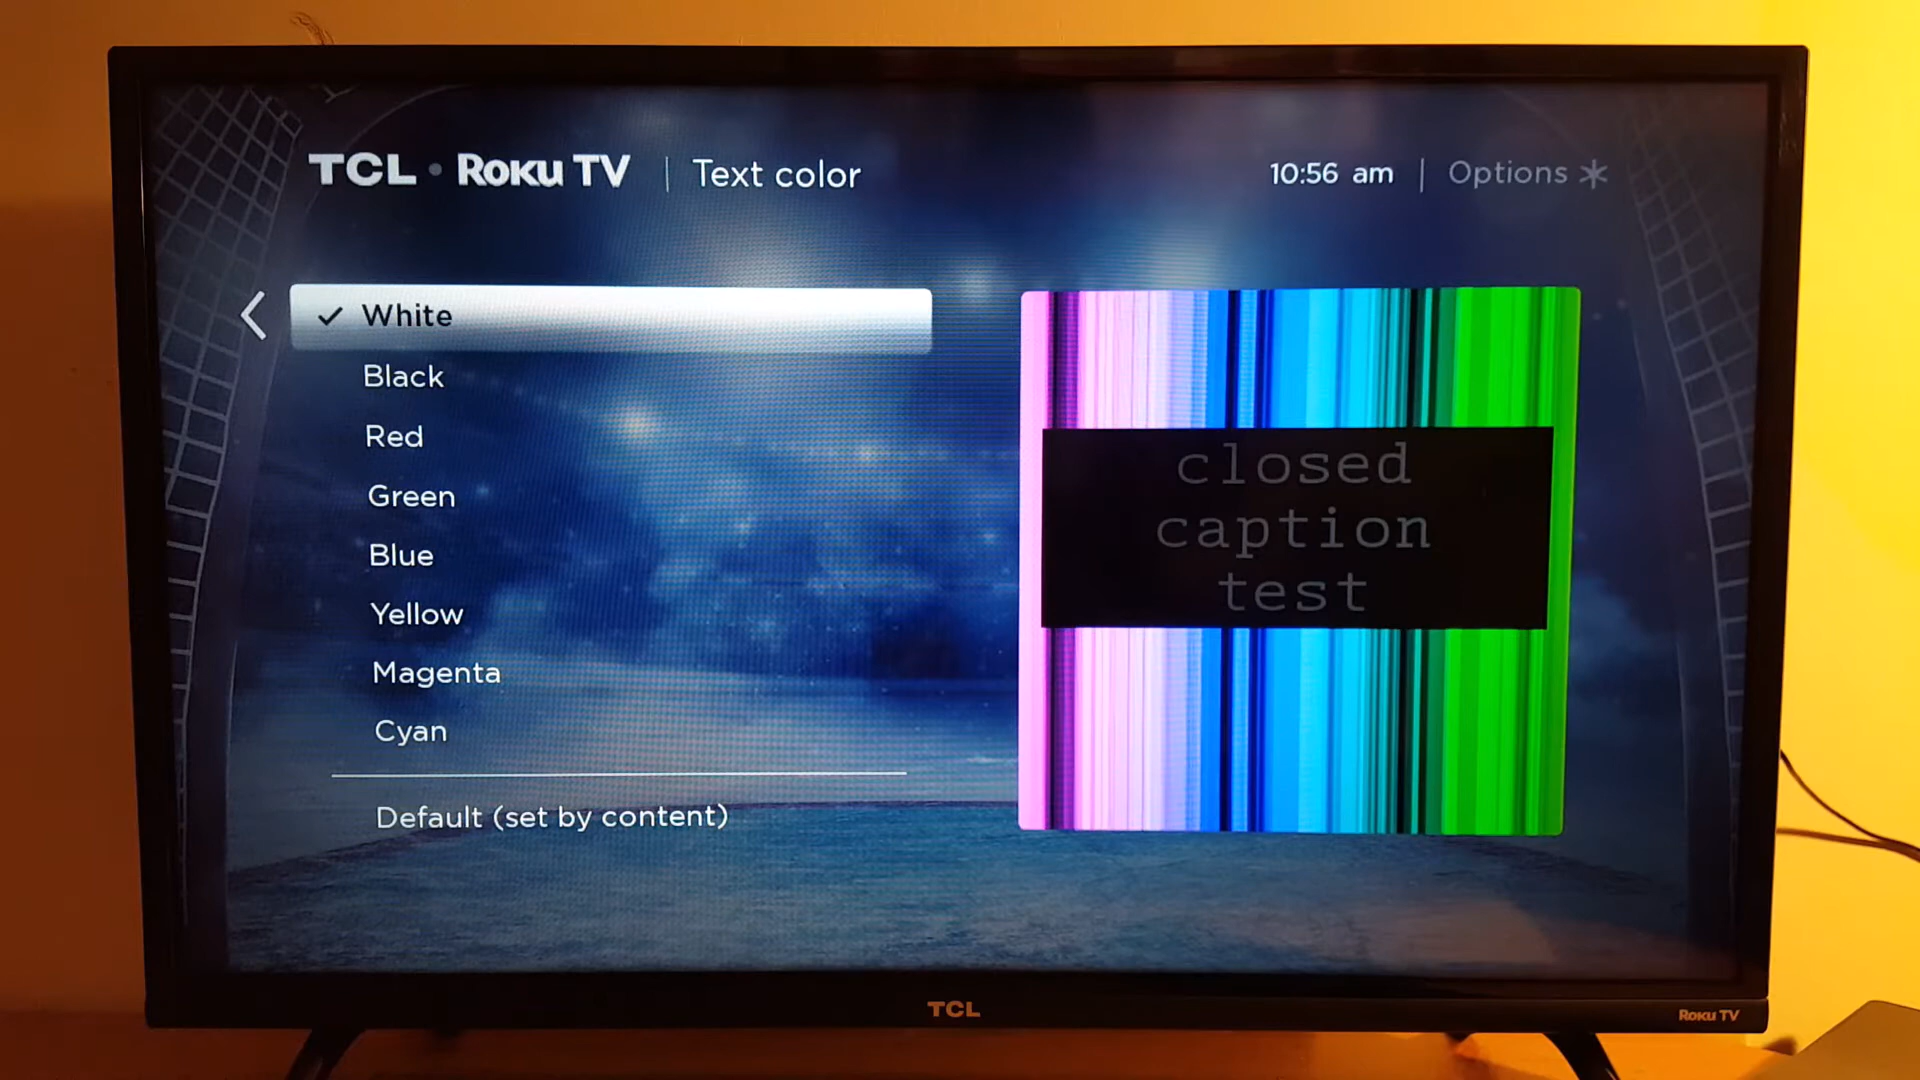 TCL • Roku TV | Text color
10:56 am | Options
White
Black
Red
Green
Blue
Yellow
Magenta
Cyan
Default (set by content)
closed
caption
test
TCL
Roku TV